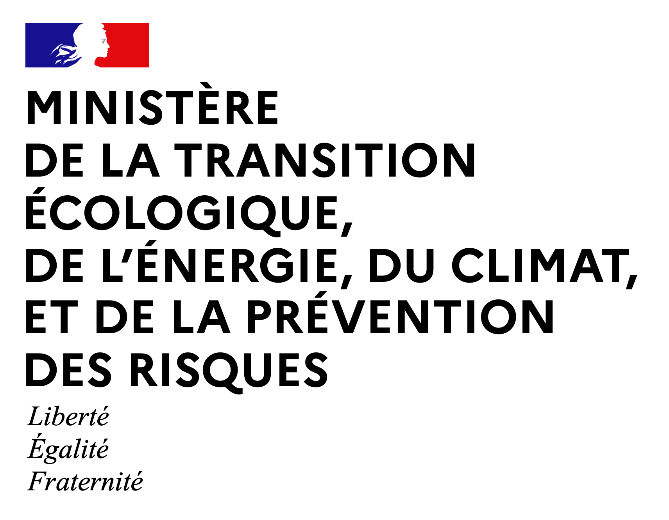 MINISTÈRE
DE LA TRANSITION
ÉCOLOGIQUE,
DE L’ÉNERGIE, DU CLIMAT,
ET DE LA PRÉVENTION
DES RISQUES
Liberté
Égalité
Fraternité